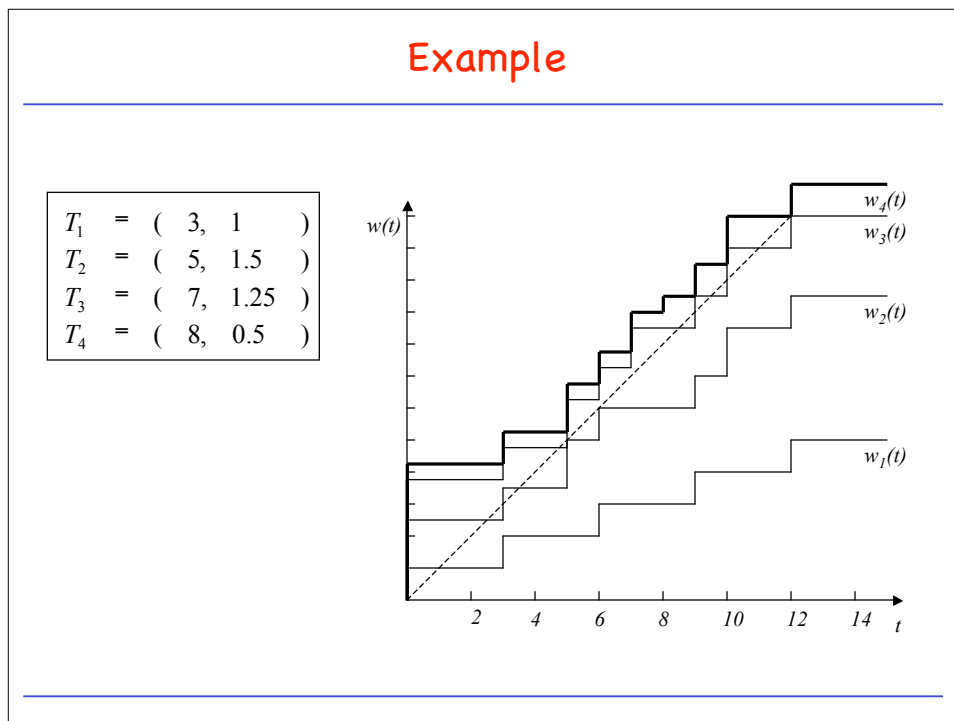 Example
T1 = ( 3, 1 )
T2 = ( 5, 1.5 )
T3 = ( 7, 1.25 )
T4 = ( 8, 0.5 )
w(t)
w4(t)
w3(t)
w2(t)
w1(t)
2 4 6 8 10 12 14
t